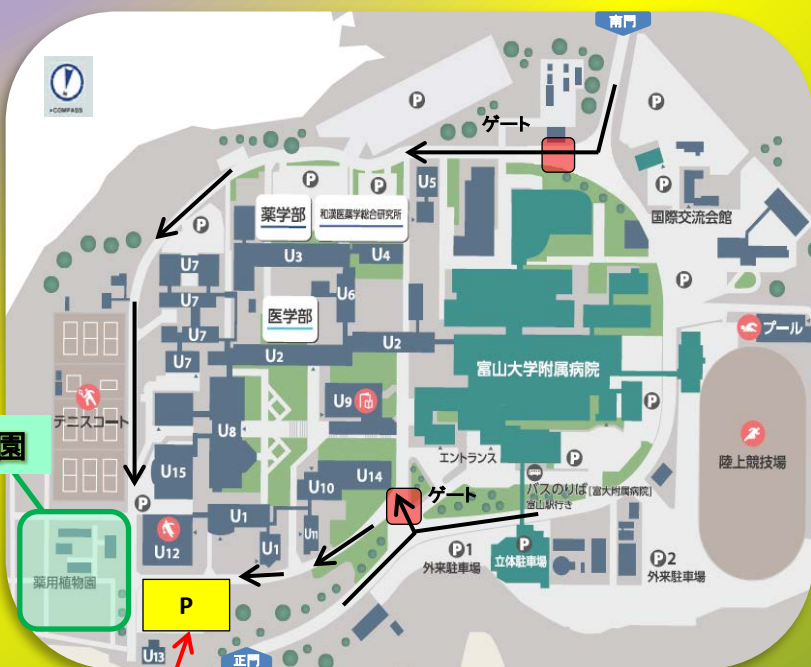 南門
COMPASS
P
ゲート
P
P
国際交流会館
U5
P
P
薬学部
和漢医薬学総合研究所
P
U7
U3
U4
P
U7
U6
医学部
プール
U7
U2
U2
U7
富山大学附属病院
U9
P
園
テニスコート
U8
エントランス
P
陸上競技場
U15
U10
U14
ゲート
バスのりば[富大附属病院]
富山駅行き
P
U1
U12
U11
U1
P1
外来駐車場
P
立体駐車場
P2
外来駐車場
薬用植物園
P
U13
正門